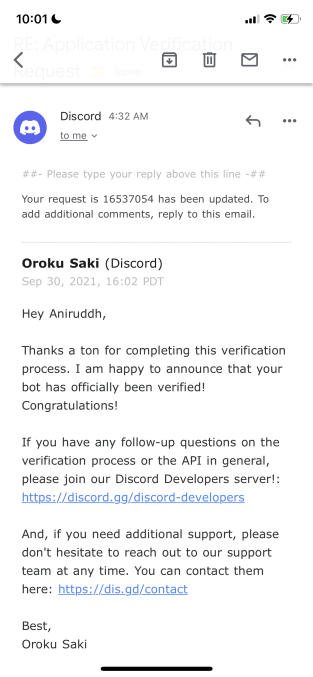 10:01
RE: Application Verification
Request
Discord 4:32 AM
to me
##- Please type your reply above this line -##
Your request is 16537054 has been updated. To
add additional comments, reply to this email.
Oroku Saki (Discord)
Sep 30, 2021, 16:02 PDT
Hey Aniruddh,
Thanks a ton for completing this verification
process. I am happy to announce that your
bot has officially been verified!
Congratulations!
If you have any follow-up questions on the
verification process or the API in general,
please join our Discord Developers server!:
https://discord.gg/discord-developers
And, if you need additional support, please
don't hesitate to reach out to our support
team at any time. You can contact them
here: https://dis.gd/contact
Best,
Oroku Saki